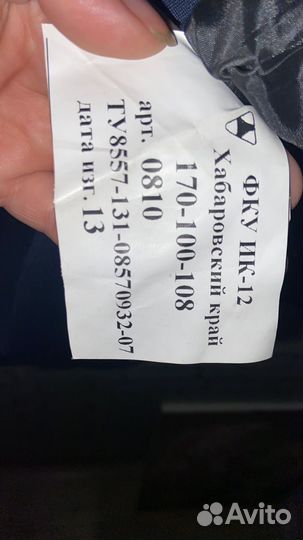 ФКУ ИК-12
Хабаровский край
170-100-108
арт. 0810
ТУ8557-131-08570932-07
дата изг.13
Avito